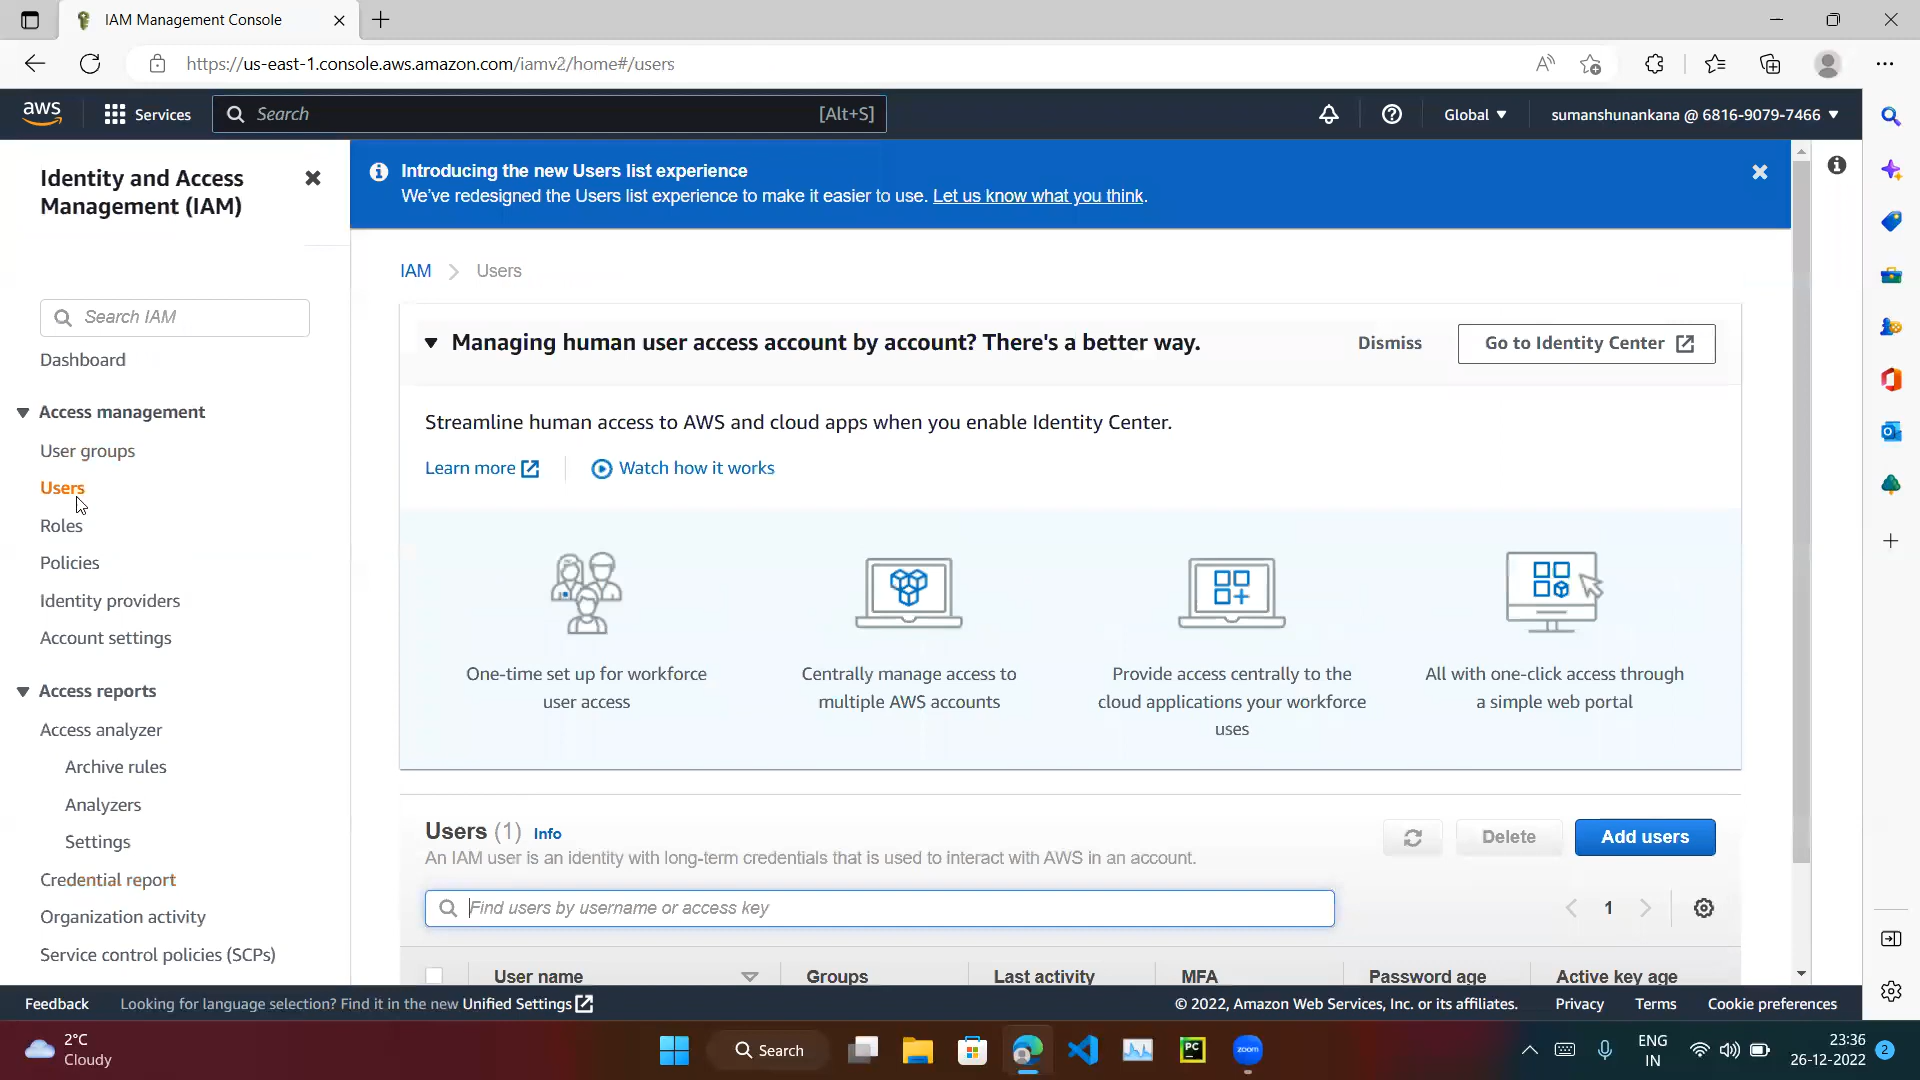 IAM Management Console
https://us-east-1.console.aws.amazon.com/iamv2/home#/users
aws
Services
Search
[Alt+S]
Global
sumanshunankana @ 6816-9079-7466
Identity and Access
Management (IAM)
Search IAM
Dashboard
Access management
User groups
Users
Roles
Policies
Identity providers
Account settings
Access reports
Access analyzer
Archive rules
Analyzers
Settings
Credential report
Organization activity
Service control policies (SCPs)
Introducing the new Users list experience
We've redesigned the Users list experience to make it easier to use. Let us know what you think.
IAM
Users
Managing human user access account by account? There's a better way.
Dismiss
Go to Identity Center
Streamline human access to AWS and cloud apps when you enable Identity Center.
Learn more
Watch how it works
One-time set up for workforce
user access
Centrally manage access to
multiple AWS accounts
Provide access centrally to the
cloud applications your workforce
uses
All with one-click access through
a simple web portal
Users (1) Info
An IAM user is an identity with long-term credentials that is used to interact with AWS in an account.
Delete
Add users
Find users by username or access key
1
User name
Groups
Last activity
MFA
Password age
Active key age
Feedback
Looking for language selection? Find it in the new Unified Settings
© 2022, Amazon Web Services, Inc. or its affiliates.
Privacy
Terms
Cookie preferences
2°C
Cloudy
Search
PC
zoom
ENG
IN
23:36
26-12-2022
2